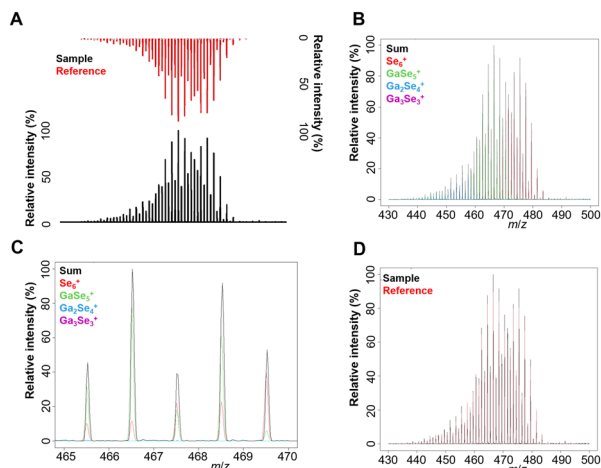 A
Sample
Reference
0
50
100
Relative intensity (%)
Relative intensity (%)
0
50
100
B
Sum
Se₆⁺
GaSe₅⁺
Ga₂Se₄⁺
Ga₃Se₃⁺
Relative intensity (%)
0 20 40 60 80 100
430 440 450 460 470 480 490 500
m/z
C
Sum
Se₆⁺
GaSe₅⁺
Ga₂Se₄⁺
Ga₃Se₃⁺
Relative intensity (%)
0 20 40 60 80 100
465 466 467 468 469 470
m/z
D
Sample
Reference
Relative intensity (%)
0 20 40 60 80 100
430 440 450 460 470 480 490 500
m/z